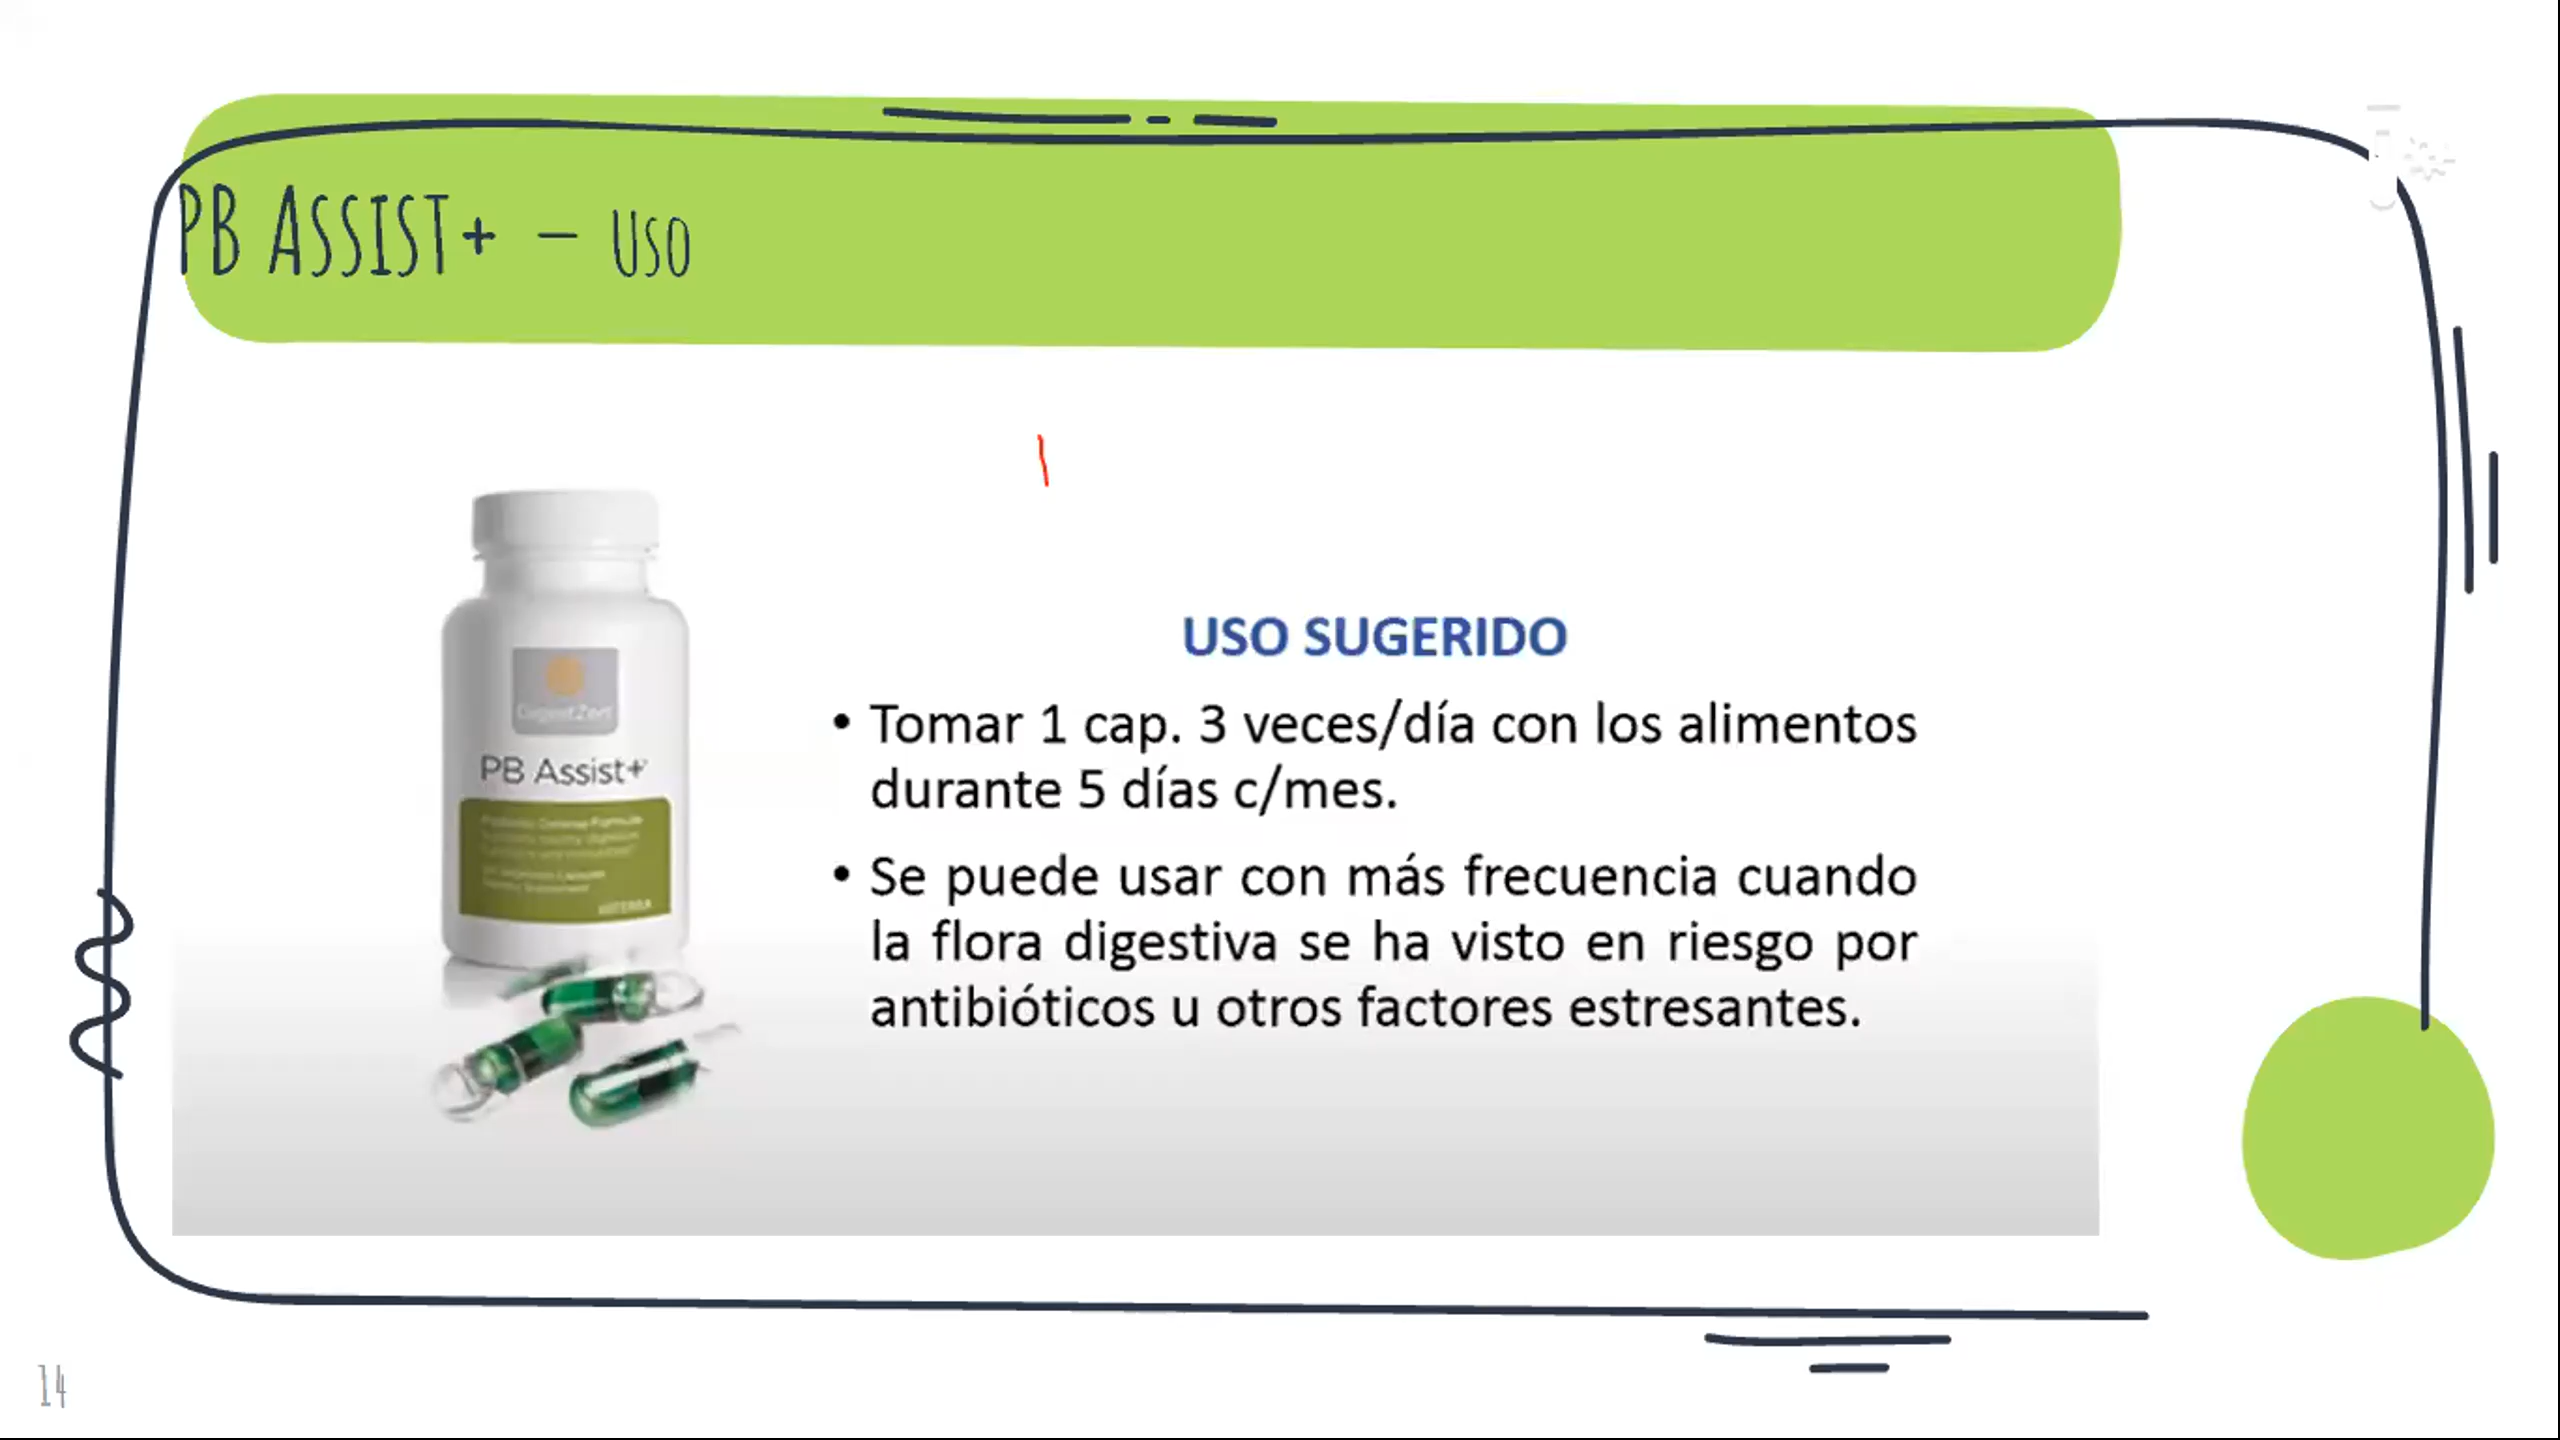 PB ASSIST+ – USO
DigestZen
PB Assist+
USO SUGERIDO
• Tomar 1 cap. 3 veces/día con los alimentos
durante 5 días c/mes.
• Se puede usar con más frecuencia cuando
la flora digestiva se ha visto en riesgo por
antibióticos u otros factores estresantes.
14